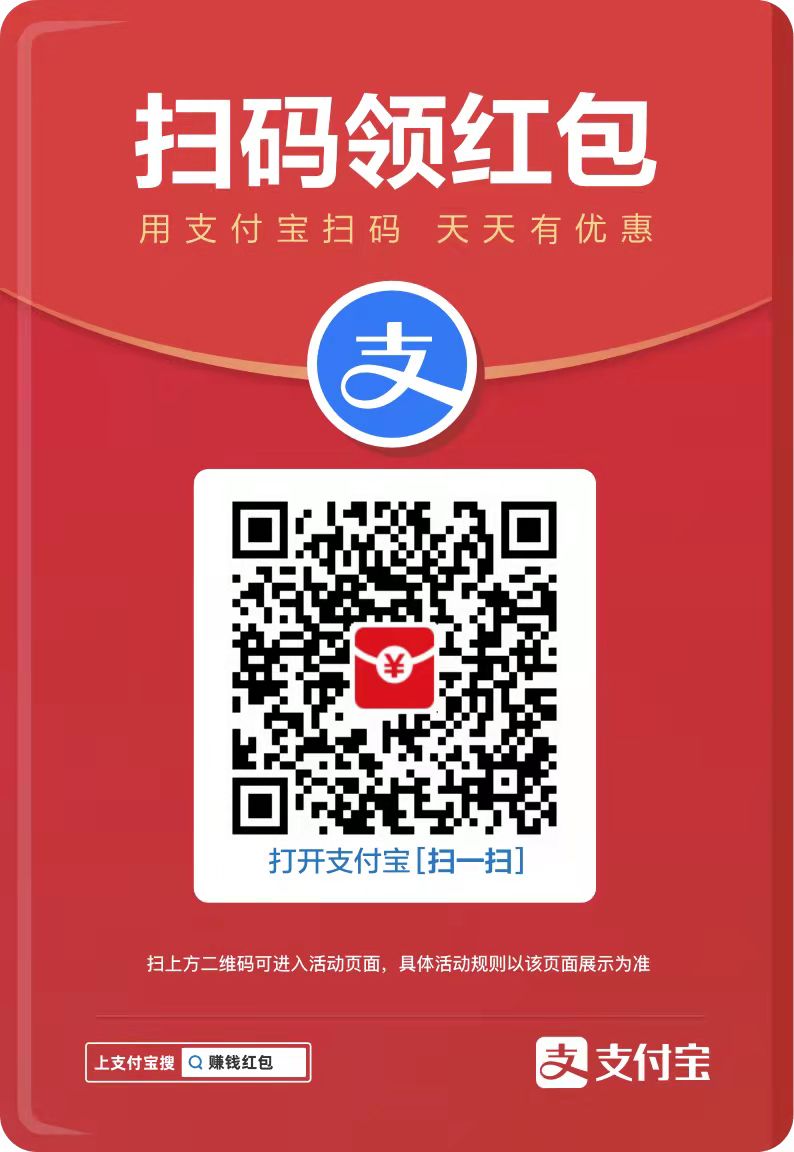 扫码领红包
用支付宝扫码 天天有优惠
支
¥
打开支付宝[扫一扫]
扫上方二维码可进入活动页面，具体活动规则以该页面展示为准
上支付宝搜 赚钱红包
支 支付宝